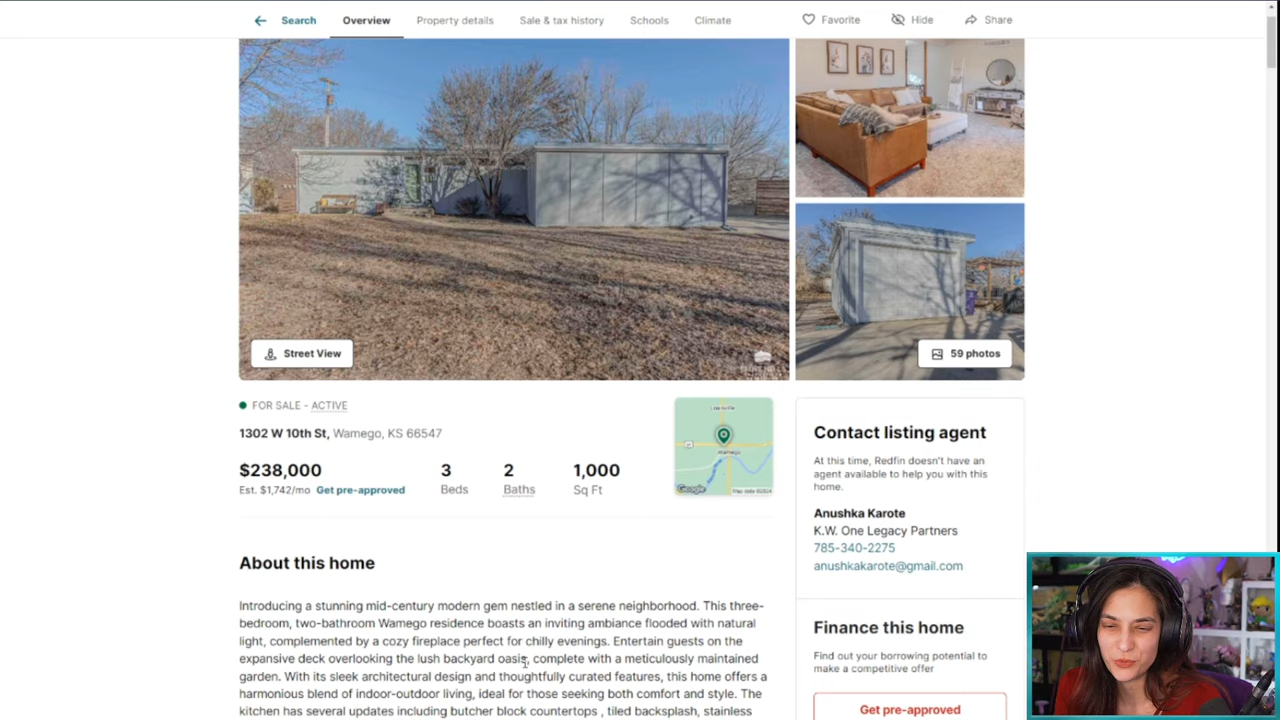 Search
Overview
Property details
Sale & tax history
Schools
Climate
Favorite
Hide
Share
Street View
59 photos
FOR SALE - ACTIVE
1302 W 10th St, Wamego, KS 66547
$238,000
Est. $1,742/mo Get pre-approved
3
Beds
2
Baths
1,000
Sq Ft
Wamego
Google
About this home
Introducing a stunning mid-century modern gem nestled in a serene neighborhood. This three-
bedroom, two-bathroom Wamego residence boasts an inviting ambiance flooded with natural
light, complemented by a cozy fireplace perfect for chilly evenings. Entertain guests on the
expansive deck overlooking the lush backyard oasis, complete with a meticulously maintained
garden. With its sleek architectural design and thoughtfully curated features, this home offers a
harmonious blend of indoor-outdoor living, ideal for those seeking both comfort and style. The
kitchen has several updates including butcher block countertops , tiled backsplash, stainless
Contact listing agent
At this time, Redfin doesn't have an
agent available to help you with this
home.
Anushka Karote
K.W. One Legacy Partners
785-340-2275
anushkakarote@gmail.com
Finance this home
Find out your borrowing potential to
make a competitive offer
Get pre-approved